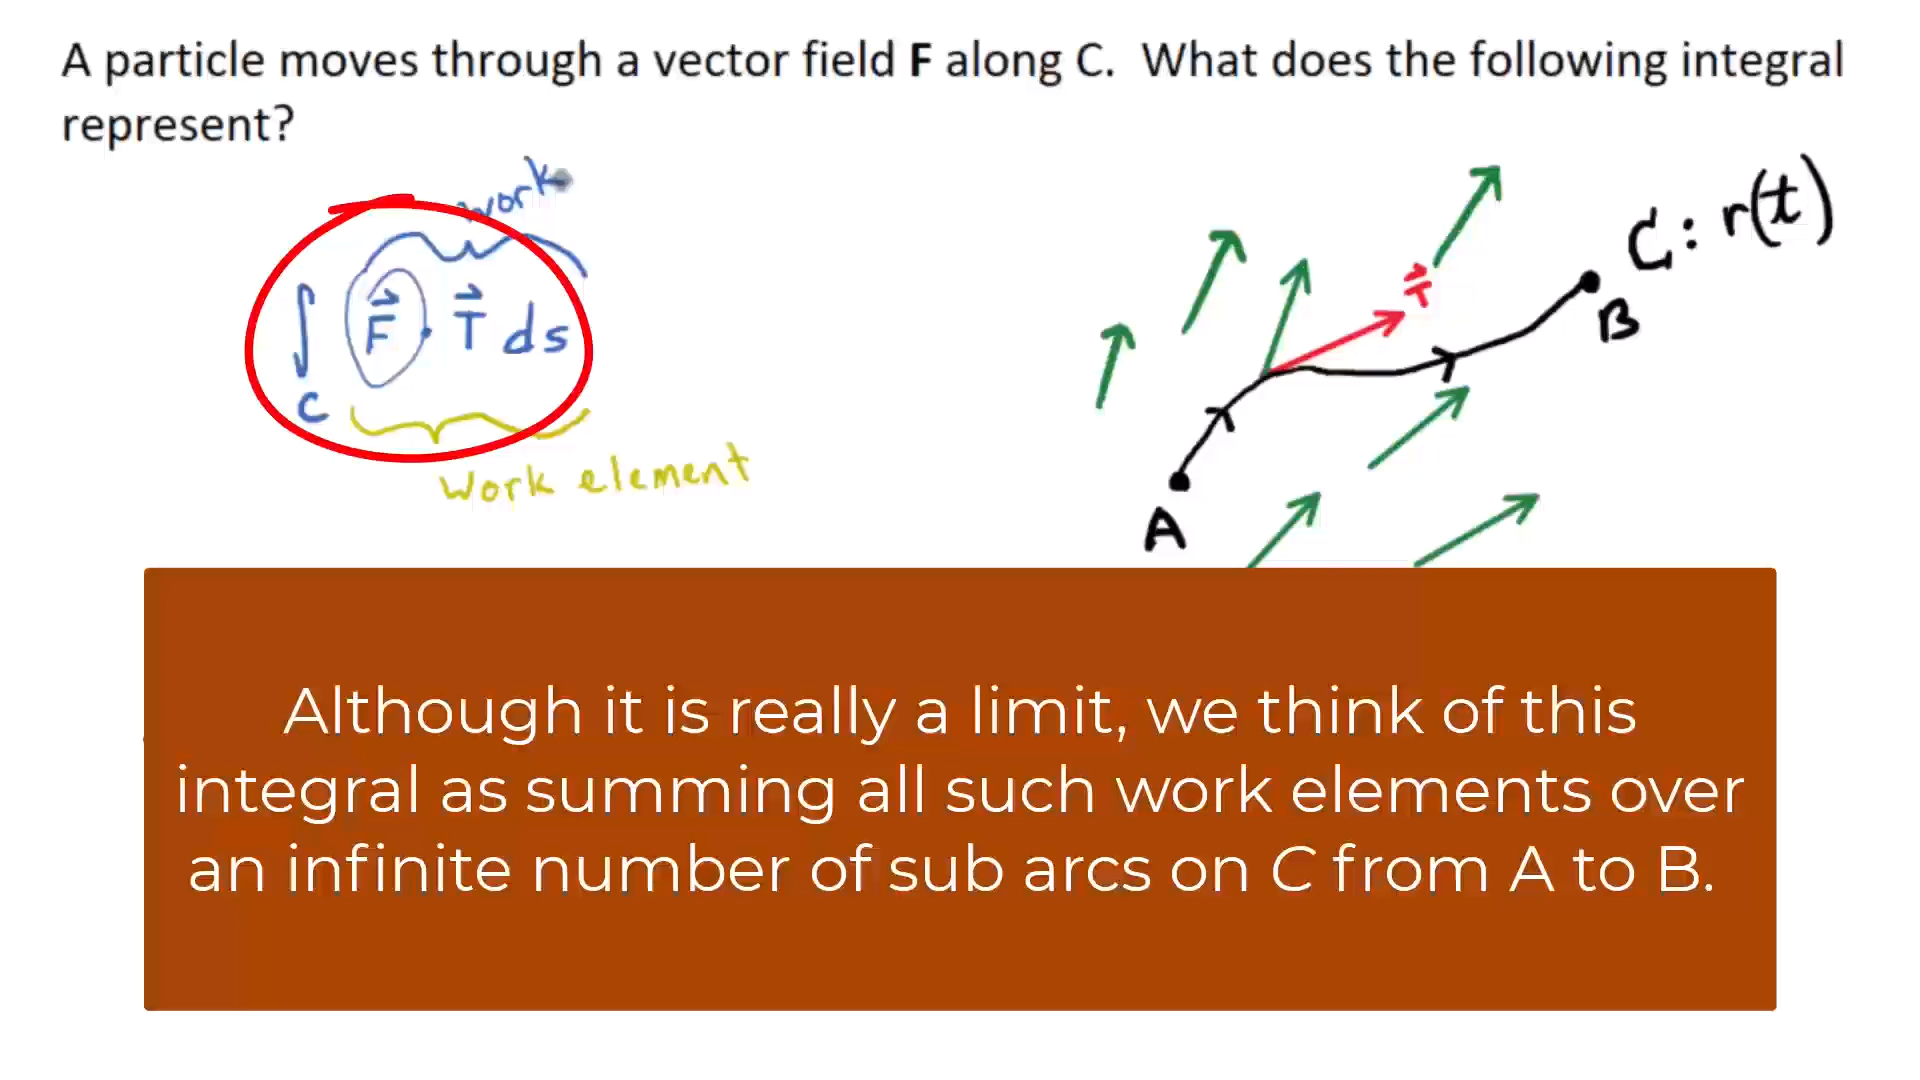 A particle moves through a vector field F along C. What does the following integral
represent?
work
∫ F⃗ · T⃗ ds
C
Work element
C: r(t)
T⃗
B
A
Although it is really a limit, we think of this
integral as summing all such work elements over
an infinite number of sub arcs on C from A to B.